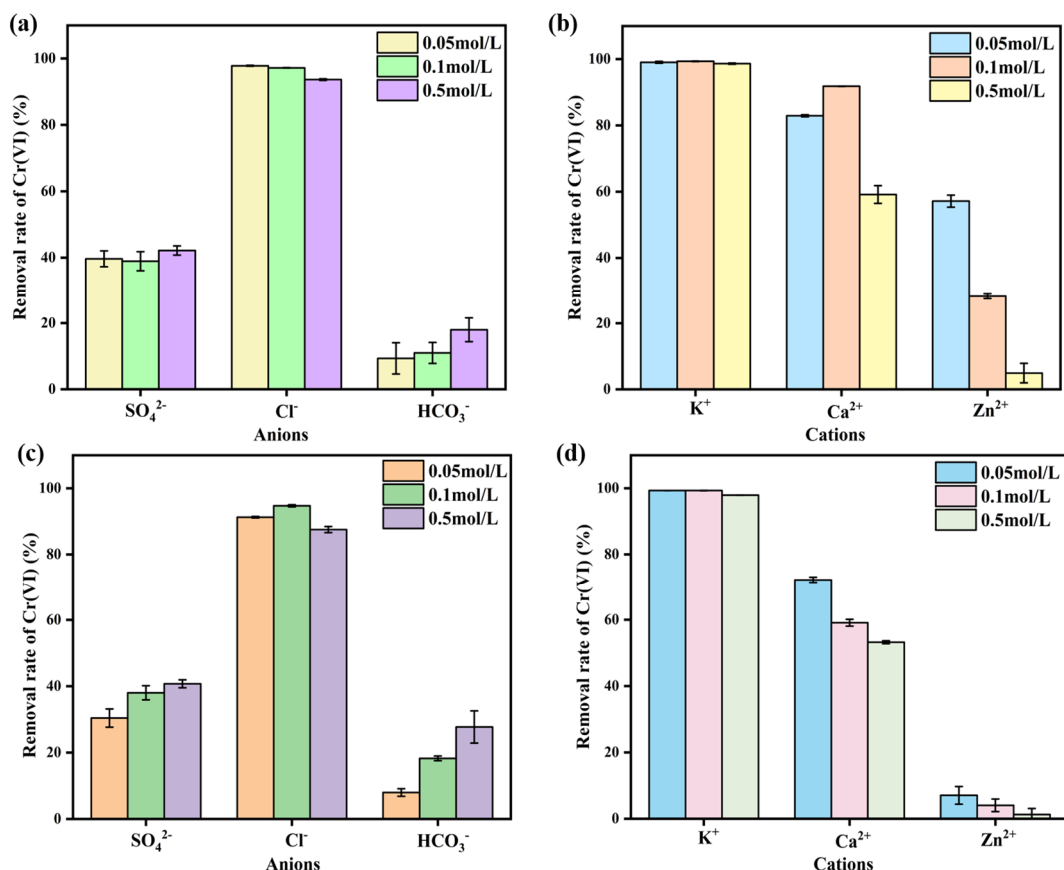 (a)
Removal rate of Cr(VI) (%)
100
80
60
40
20
0
0.05mol/L
0.1mol/L
0.5mol/L
SO₄²⁻
Cl⁻
HCO₃⁻
Anions
(b)
Removal rate of Cr(VI) (%)
100
80
60
40
20
0
0.05mol/L
0.1mol/L
0.5mol/L
K⁺
Ca²⁺
Zn²⁺
Cations
(c)
Removal rate of Cr(VI) (%)
100
80
60
40
20
0
0.05mol/L
0.1mol/L
0.5mol/L
SO₄²⁻
Cl⁻
HCO₃⁻
Anions
(d)
Removal rate of Cr(VI) (%)
100
80
60
40
20
0
0.05mol/L
0.1mol/L
0.5mol/L
K⁺
Ca²⁺
Zn²⁺
Cations